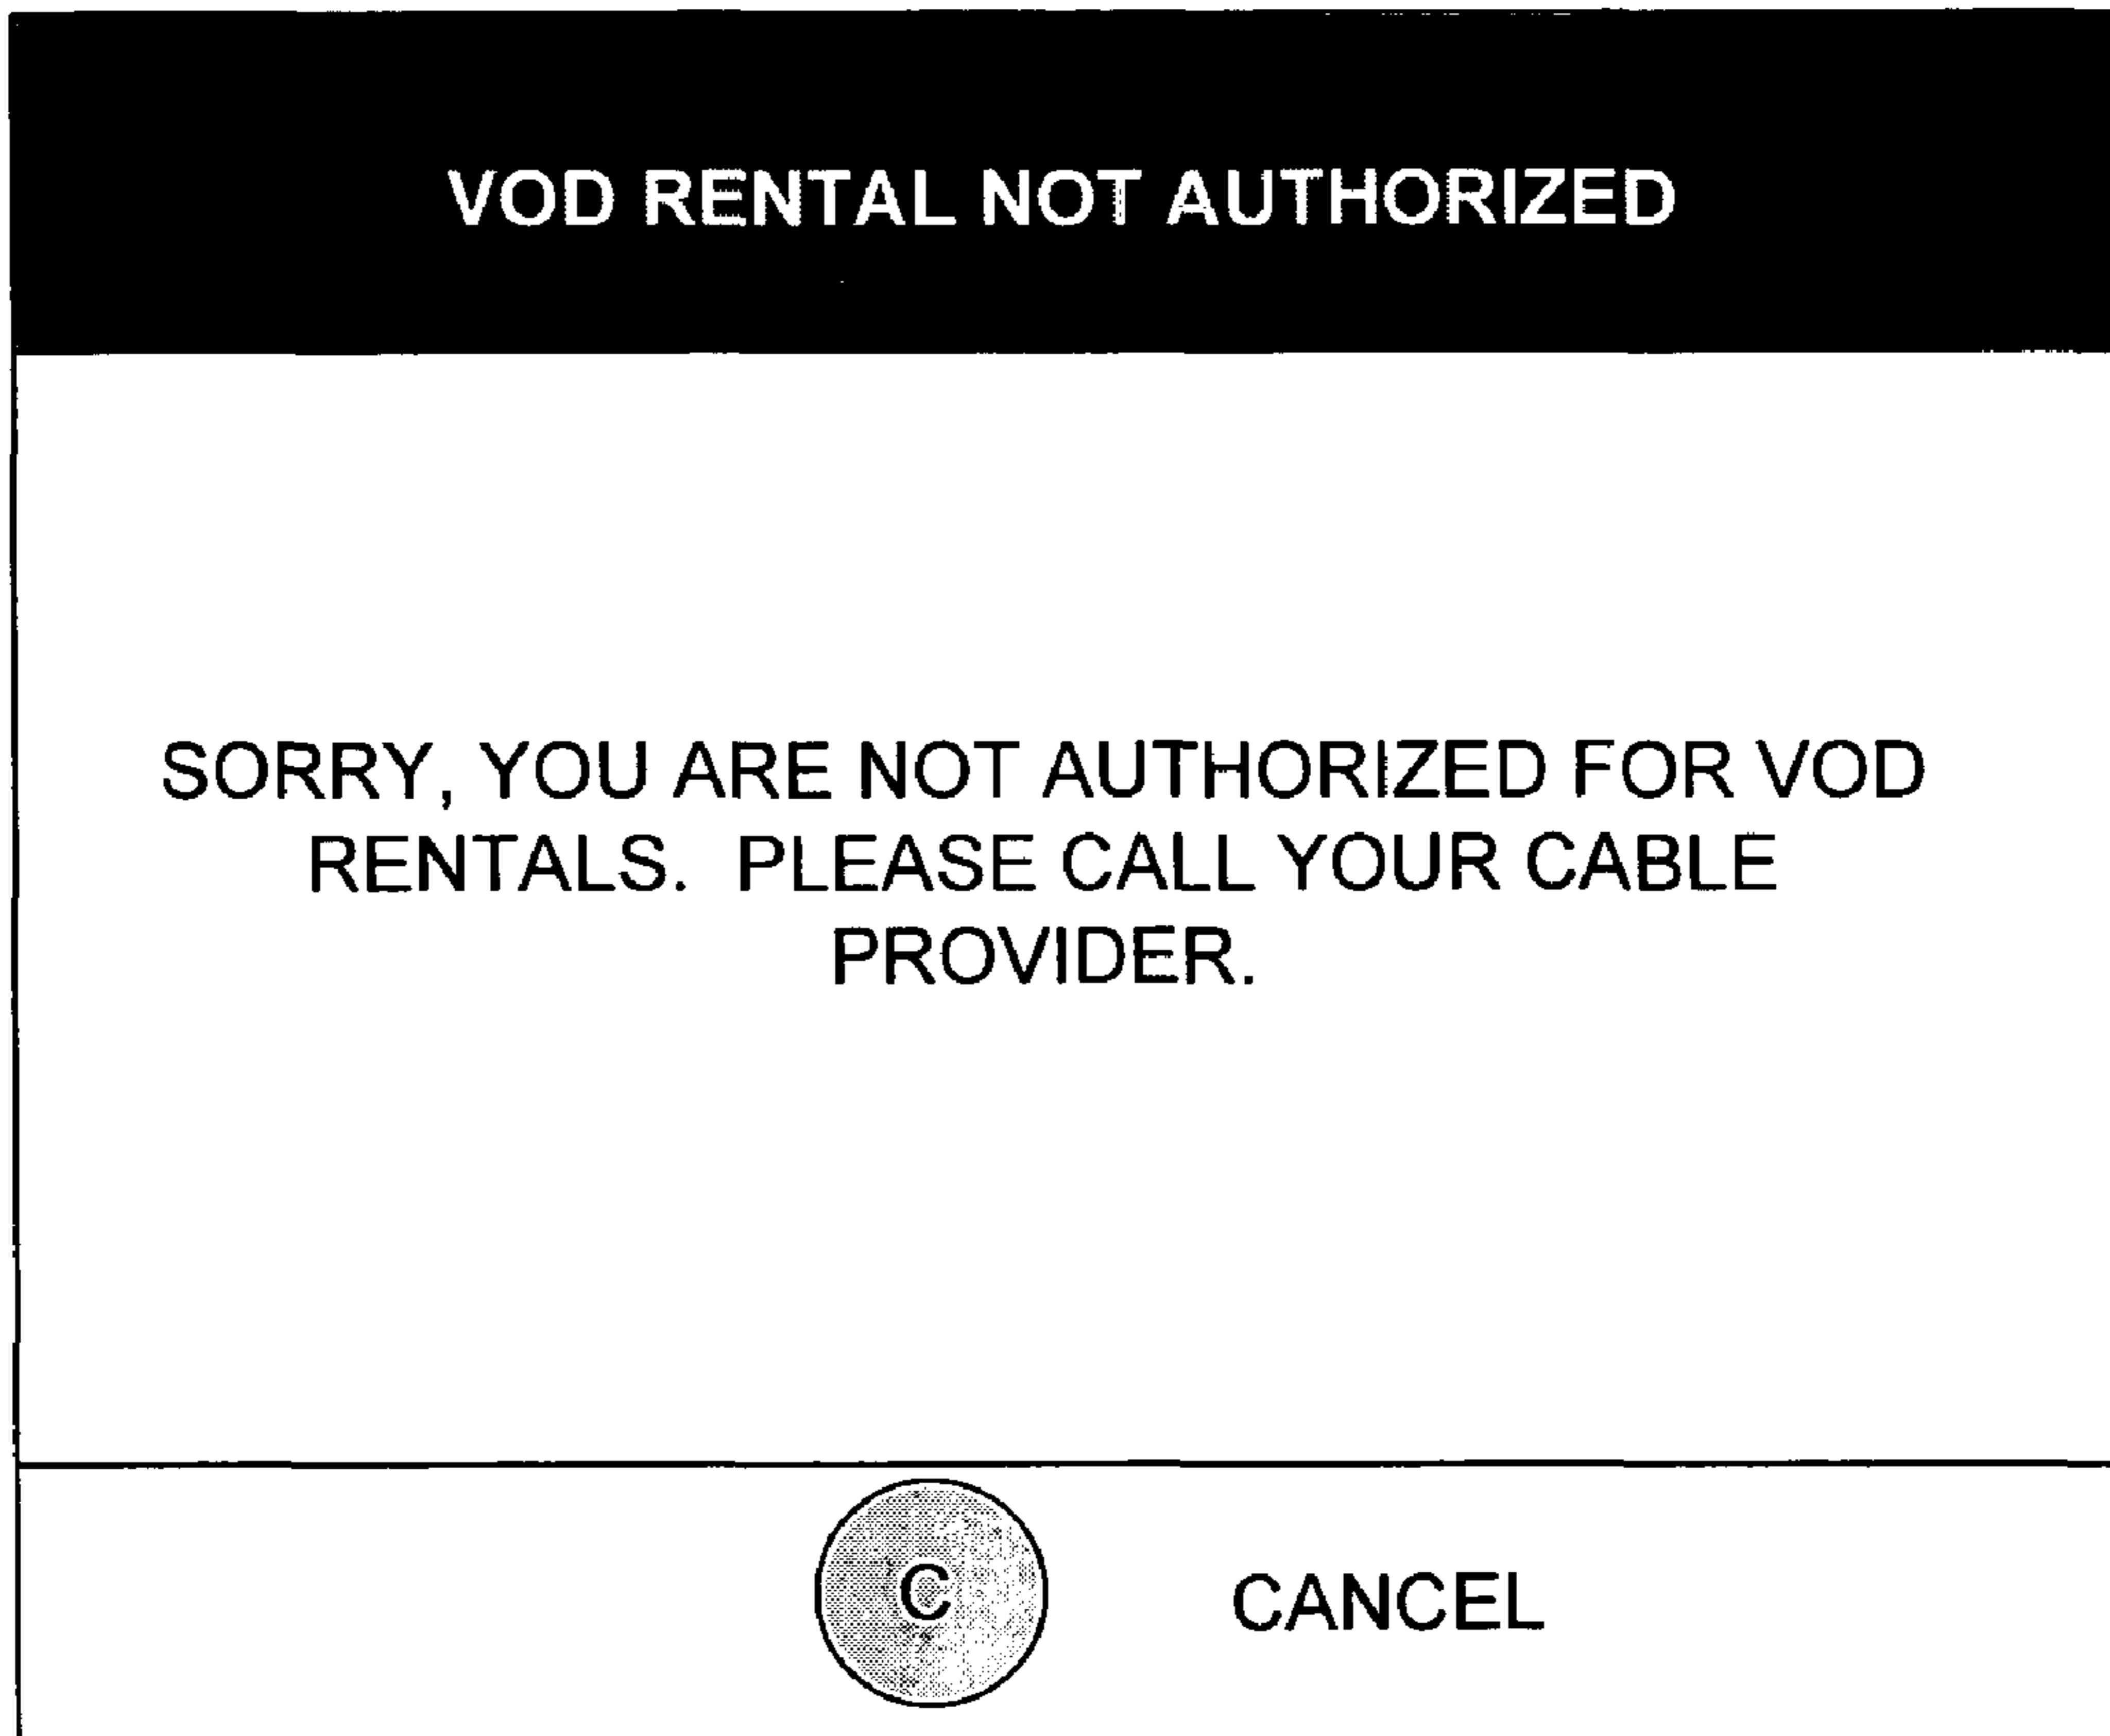 VOD RENTAL NOT AUTHORIZED
SORRY, YOU ARE NOT AUTHORIZED FOR VOD
RENTALS.  PLEASE CALL YOUR CABLE
PROVIDER.
C CANCEL